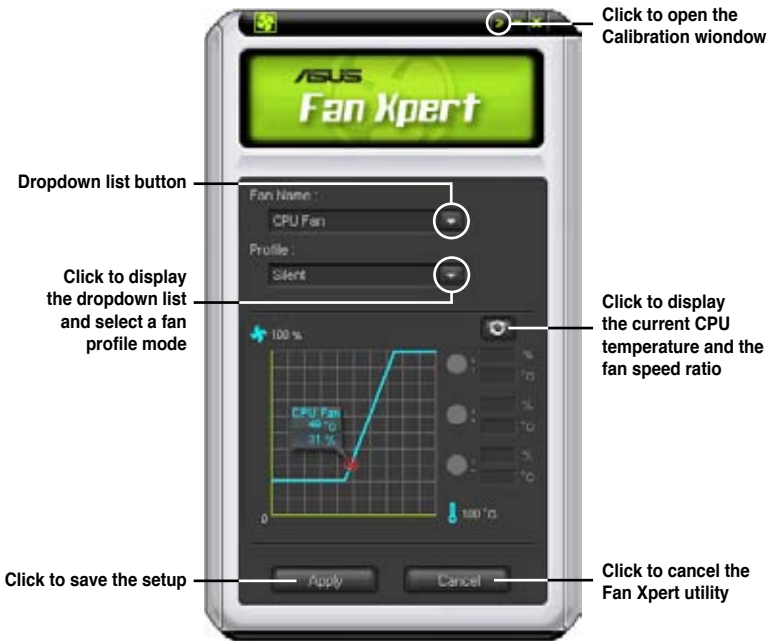 Click to open the
Calibration wiondow
ASUS
Fan Xpert
Dropdown list button
Fan Name :
CPU Fan
Profile :
Silent
Click to display
the dropdown list
and select a fan
profile mode
Click to display
the current CPU
temperature and the
fan speed ratio
100 %
%
°C
%
°C
%
°C
CPU Fan
°C
31 %
0
100 °C
Click to save the setup
Apply
Cancel
Click to cancel the
Fan Xpert utility